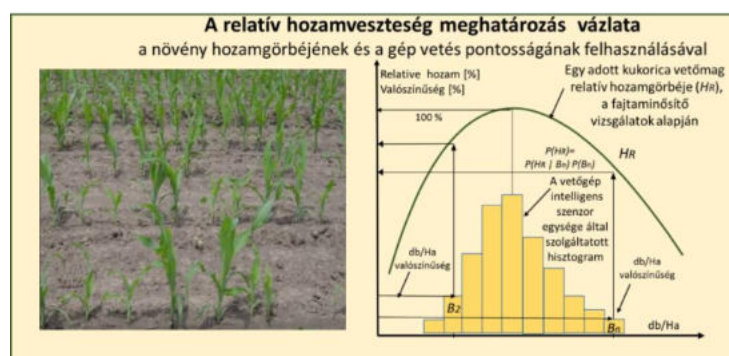 A relatív hozamveszteség meghatározás vázlata
a növény hozamgörbéjének és a gép vetés pontosságának felhasználásával
Relative hozam [%]
Valószínűség [%]
100 %
Egy adott kukorica vetőmag
relatív hozamgörbéje (HR),
a fajtaminősítő
vizsgálatok alapján
HR
P(HR)=
P(HR | Bn) P(Bn)
A vetőgép
intelligens
szenzor
egysége által
szolgáltatott
hisztogram
db/Ha
valószínűség
db/Ha
valószínűség
B2
Bn
db/Ha